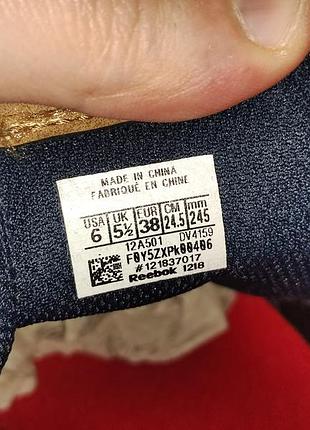 MADE IN CHINA
FABRIQUÉ EN CHINE
USA UK EUR CM mm
6 5½ 38 24.5 245
12A501 DV4159
F0Y5ZXPk00406
#121837017
Reebok 1218